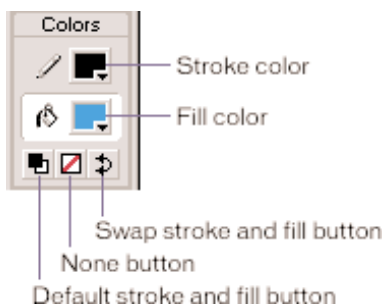 Colors
Stroke color
Fill color
Swap stroke and fill button
None button
Default stroke and fill button